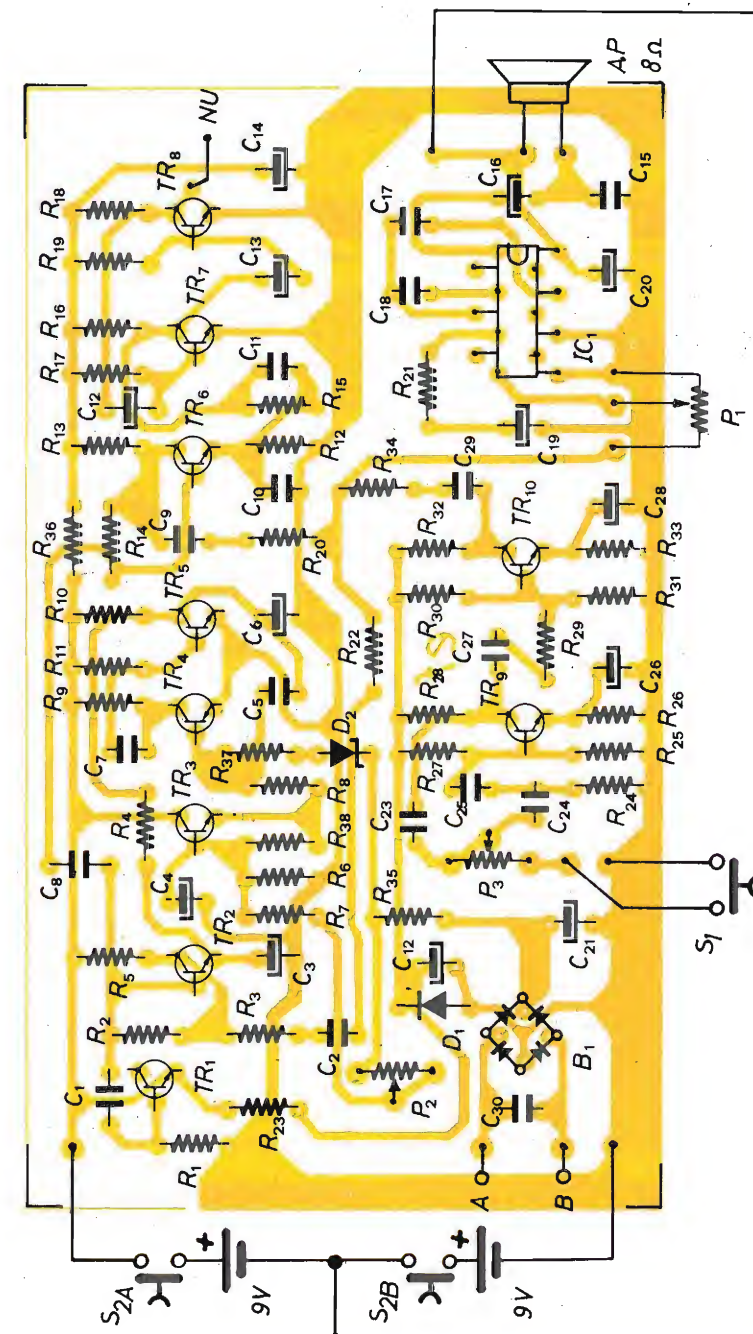 NU
C14
TR8
R18
R19
C13
TR7
R16
R17
C11
C12
TR6
R15
R13
R12
C10
R36
R14
C9
R20
R10
TR5
C6
R11
R9
TR4
C5
C7
R37
D2
R8
TR3
R4
R38
R6
R7
C8
C4
TR2
C3
R5
R2
R3
C2
C1
TR1
R23
R1
AP
8Ω
C16
C15
C17
C18
C20
IC1
R21
C19
P1
R34
C29
C28
R32
TR10
R33
R30
R31
R22
C27
R29
R28
TR9
C26
R27
R26
R25
C25
C24
R24
C23
P3
R35
S1
C12
C21
D1
P2
B1
C30
A
B
S2A
+
9V
S2B
+
9V